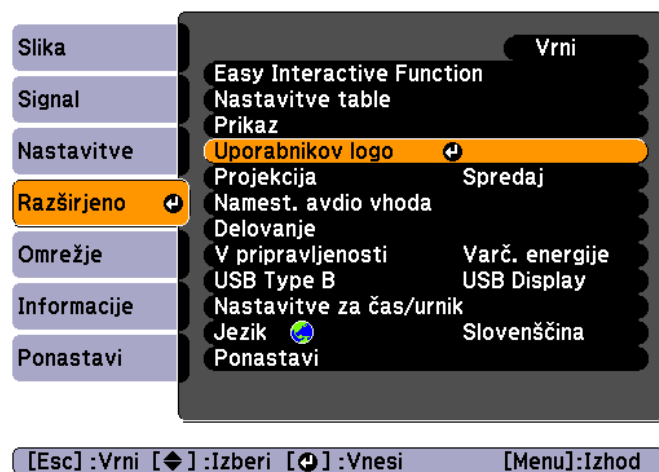 Slika
Signal
Nastavitve
Razširjeno
Omrežje
Informacije
Ponastavi
Vrni
Easy Interactive Function
Nastavitve table
Prikaz
Uporabnikov logo
Projekcija Spredaj
Namest. avdio vhoda
Delovanje
V pripravljenosti Varč. energije
USB Type B USB Display
Nastavitve za čas/urnik
Jezik Slovenščina
Ponastavi
[Esc] :Vrni [◆] :Izberi [⏎] :Vnesi [Menu]:Izhod